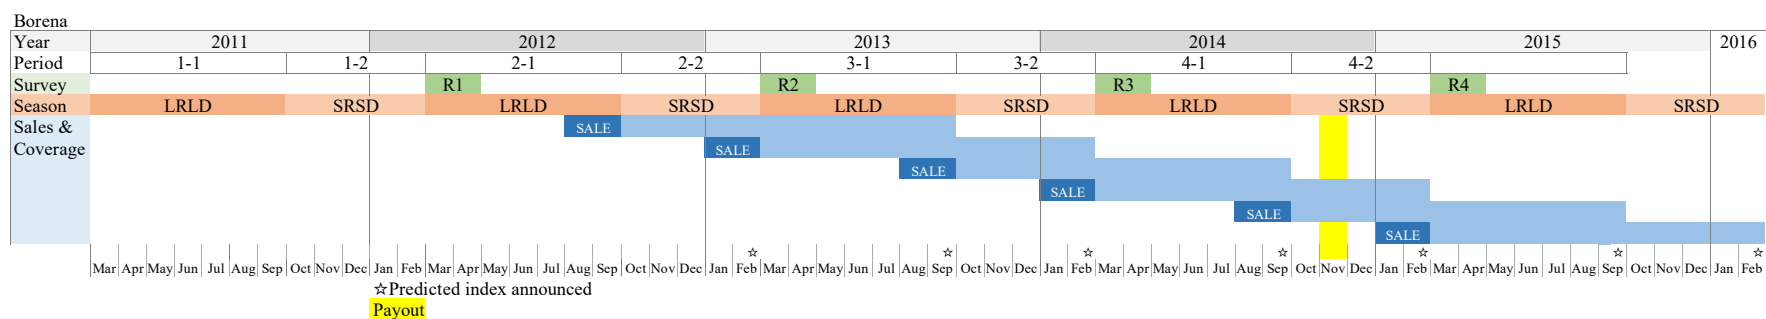 Borena
Year 2011 2012 2013 2014 2015 2016
Period 1-1 1-2 2-1 2-2 3-1 3-2 4-1 4-2
Survey R1 R2 R3 R4
Season LRLD SRSD LRLD SRSD LRLD SRSD LRLD SRSD LRLD SRSD
Sales & SALE
Coverage SALE
SALE
SALE
SALE
SALE
☆ ☆ ☆ ☆ ☆ ☆ ☆
Mar Apr May Jun Jul Aug Sep Oct Nov Dec Jan Feb Mar Apr May Jun Jul Aug Sep Oct Nov Dec Jan Feb Mar Apr May Jun Jul Aug Sep Oct Nov Dec Jan Feb Mar Apr May Jun Jul Aug Sep Oct Nov Dec Jan Feb Mar Apr May Jun Jul Aug Sep Oct Nov Dec Jan Feb
☆Predicted index announced
Payout